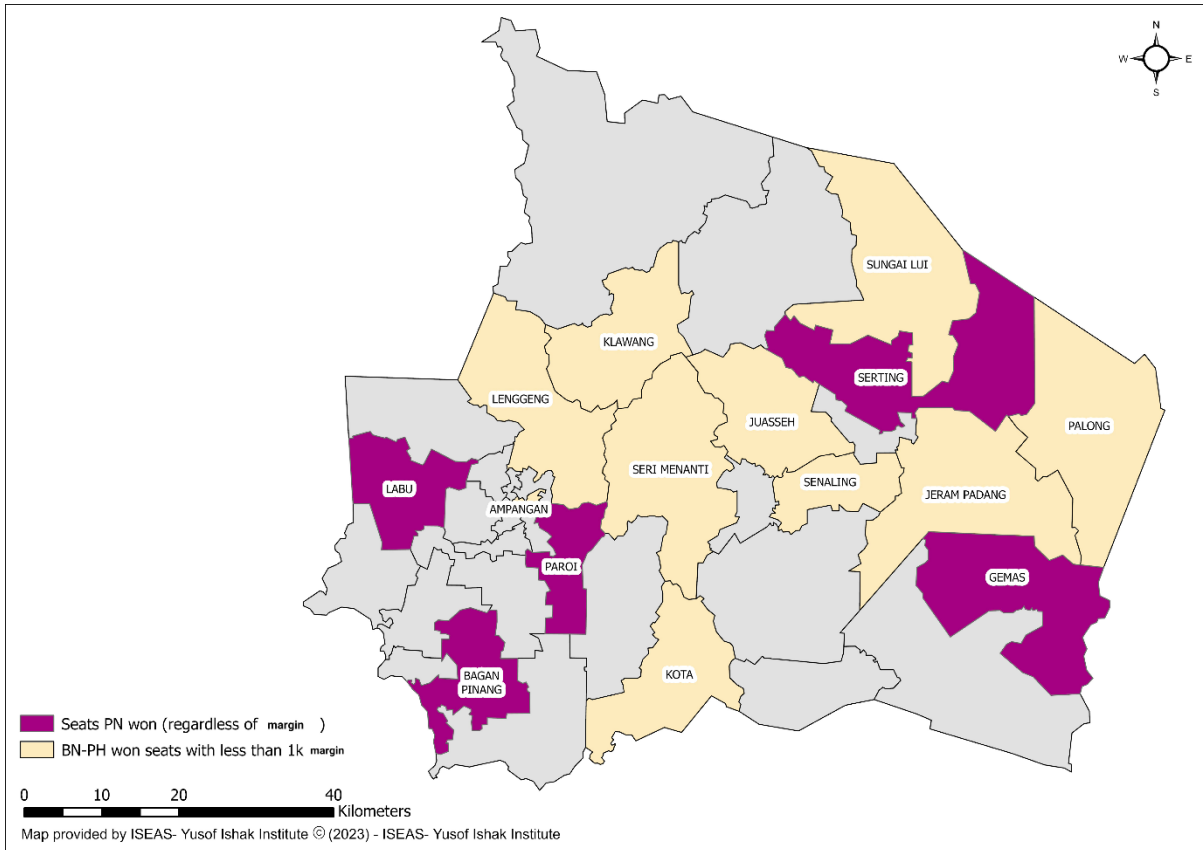 N
W E
S
SUNGAI LUI
KLAWANG
SERTING
LENGGENG
JUASSEH
PALONG
SERI MENANTI
SENALING
LABU
JERAM PADANG
AMPANGAN
PAROI
GEMAS
KOTA
BAGAN
PINANG
Seats PN won (regardless of margin )
BN-PH won seats with less than 1k margin
0 10 20 40
Kilometers
Map provided by ISEAS- Yusof Ishak Institute © (2023) - ISEAS- Yusof Ishak Institute